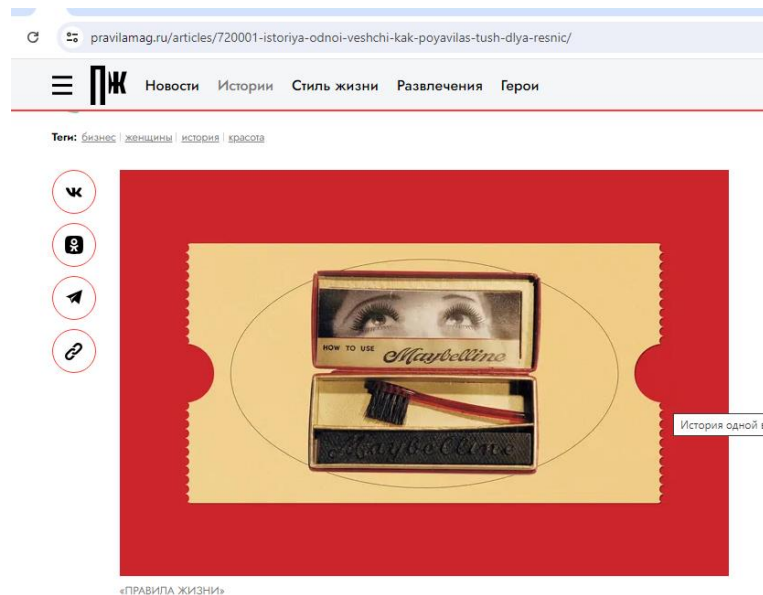 pravilamag.ru/articles/720001-istoriya-odnoi-veshchi-kak-poyavilas-tush-dlya-resnic/
ПЖ Новости Истории Стиль жизни Развлечения Герои
Теги: бизнес | женщины | история | красота
HOW TO USE Maybelline
Maybelline
История одной в
«ПРАВИЛА ЖИЗНИ»